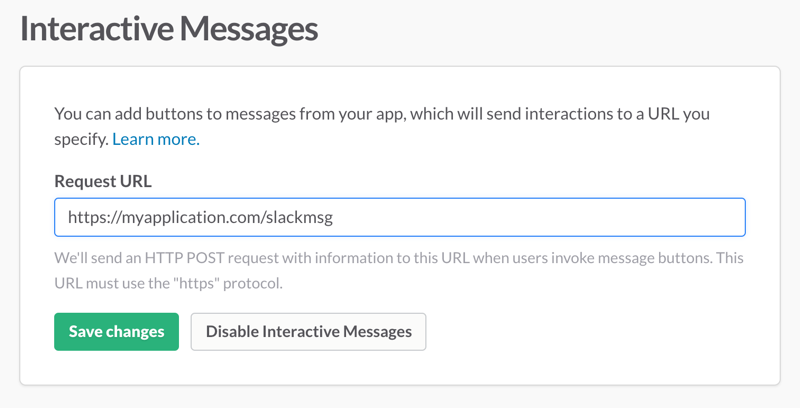 Interactive Messages
You can add buttons to messages from your app, which will send interactions to a URL you
specify. Learn more.
Request URL
https://myapplication.com/slackmsg
We'll send an HTTP POST request with information to this URL when users invoke message buttons. This
URL must use the "https" protocol.
Save changes
Disable Interactive Messages